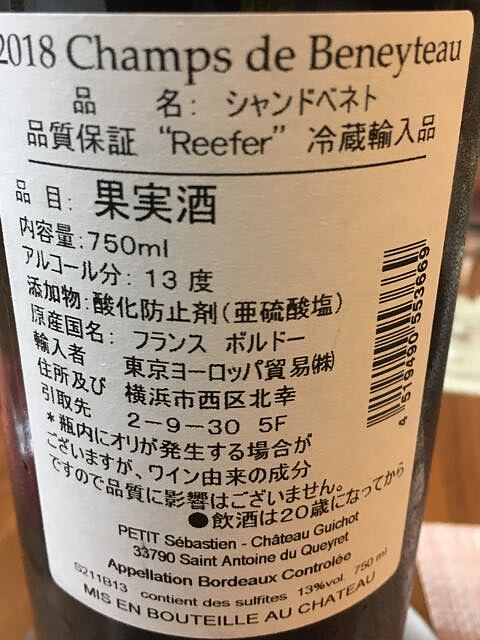 2018 Champs de Beneyteau
品　名: シャンドベネト
品質保証 “Reefer” 冷蔵輸入品
品目: 果実酒
内容量:750ml
アルコール分: 13 度
添加物:酸化防止剤(亜硫酸塩)
原産国名: フランス ボルドー
輸入者 東京ヨーロッパ貿易㈱
住所及び 横浜市西区北幸
引取先 2-9-30 5F
*瓶内にオリが発生する場合が
ございますが、ワイン由来の成分
ですので品質に影響はございません。
●飲酒は20歳になってから
PETIT Sébastien - Château Guichot
33790 Saint Antoine du Queyret
Appellation Bordeaux Controlée
S211B13 contient des sulfites 13%vol. 750 ml
MIS EN BOUTEILLE AU CHATEAU
4 519490 553669